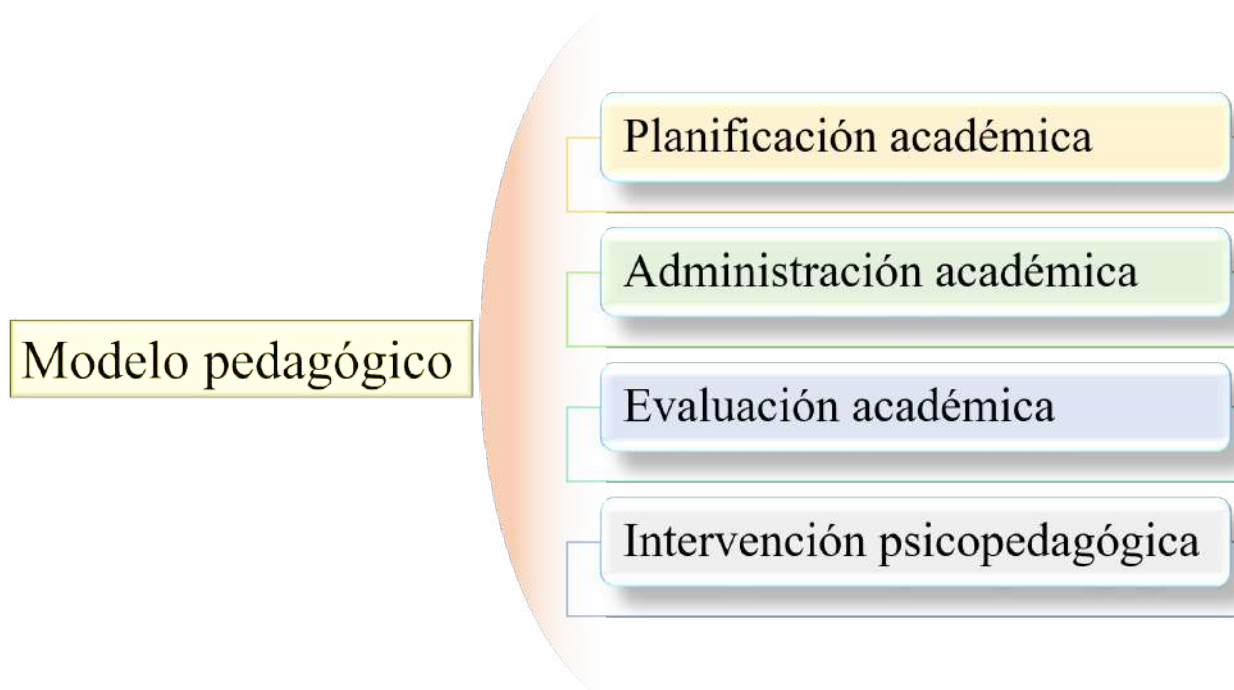 Modelo pedagógico
Planificación académica
Administración académica
Evaluación académica
Intervención psicopedagógica